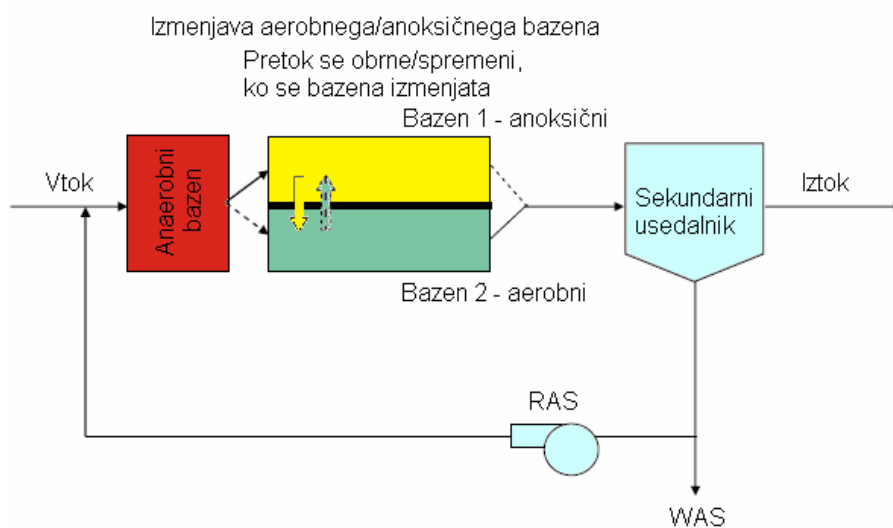 Izmenjava aerobnega/anoksičnega bazena
Pretok se obrne/spremeni,
ko se bazena izmenjata
Bazen 1 - anoksični
Vtok
Anaerobni
bazen
Sekundarni
usedalnik
Iztok
Bazen 2 - aerobni
RAS
WAS